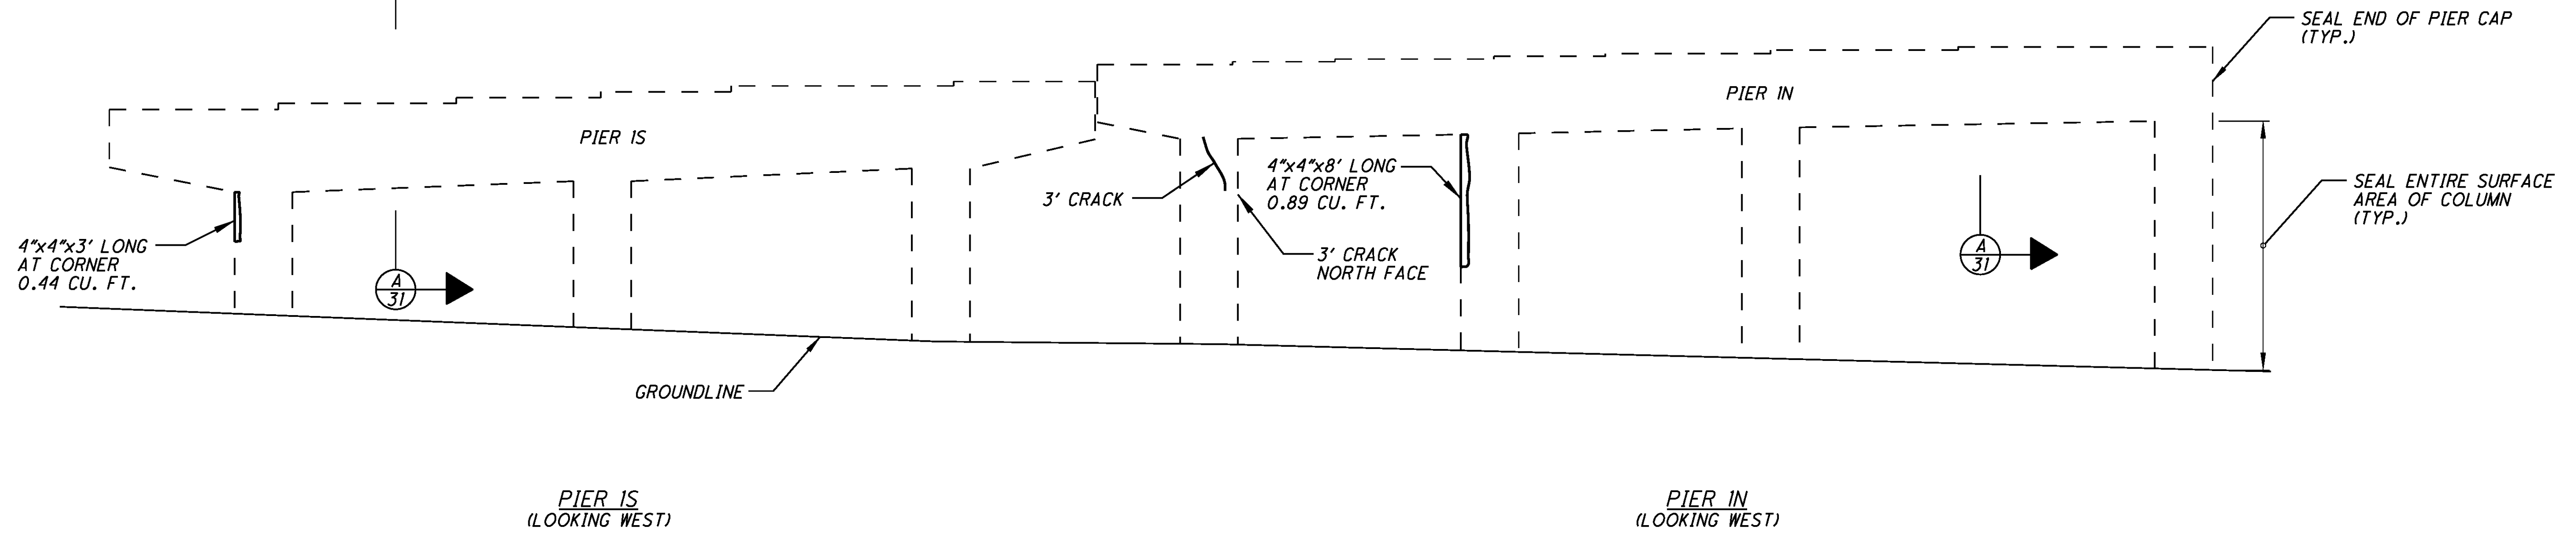 SEAL END OF PIER CAP
(TYP.)
PIER 1N
PIER 1S
4"x4"x8' LONG
AT CORNER
0.89 CU. FT.
3' CRACK
SEAL ENTIRE SURFACE
AREA OF COLUMN
(TYP.)
4"x4"x3' LONG
AT CORNER
0.44 CU. FT.
A
31
3' CRACK
NORTH FACE
A
31
GROUNDLINE
PIER 1S
(LOOKING WEST)
PIER 1N
(LOOKING WEST)